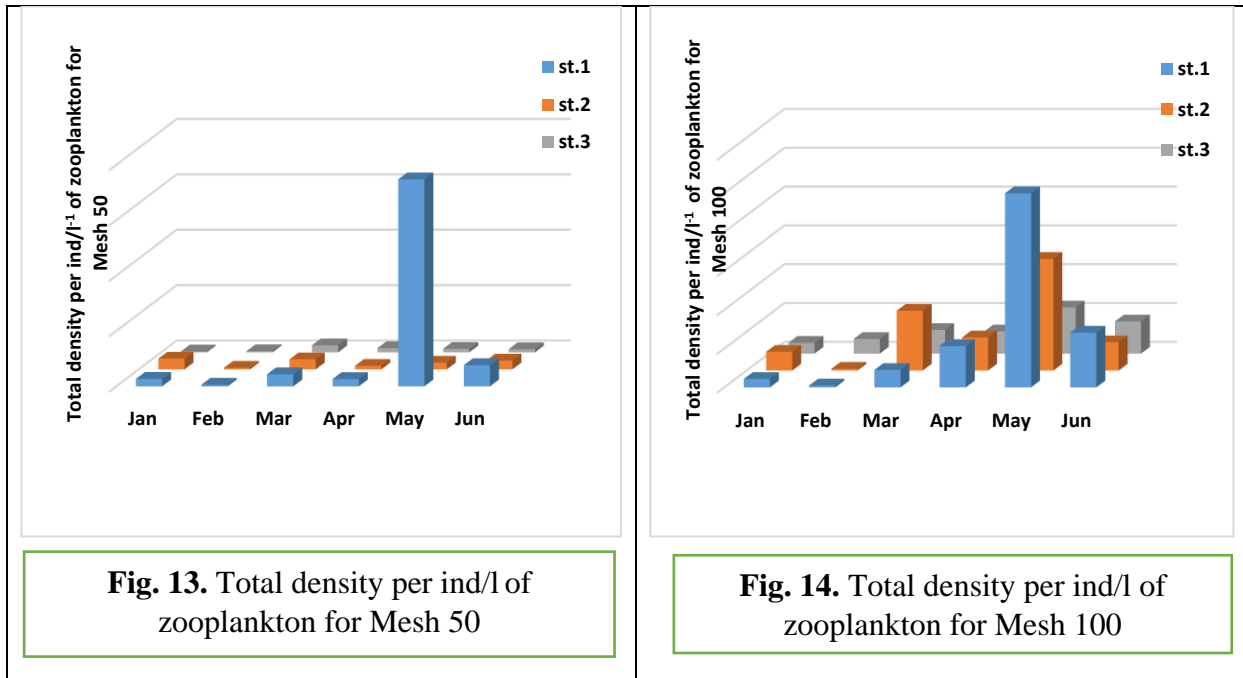 Total density per ind/l⁻¹ of zooplankton for
Mesh 50
st.1
st.2
st.3
Jan Feb Mar Apr May Jun
Fig. 13. Total density per ind/l of
zooplankton for Mesh 50
Total density per ind/l⁻¹ of zooplankton for
Mesh 100
st.1
st.2
st.3
Jan Feb Mar Apr May Jun
Fig. 14. Total density per ind/l of
zooplankton for Mesh 100